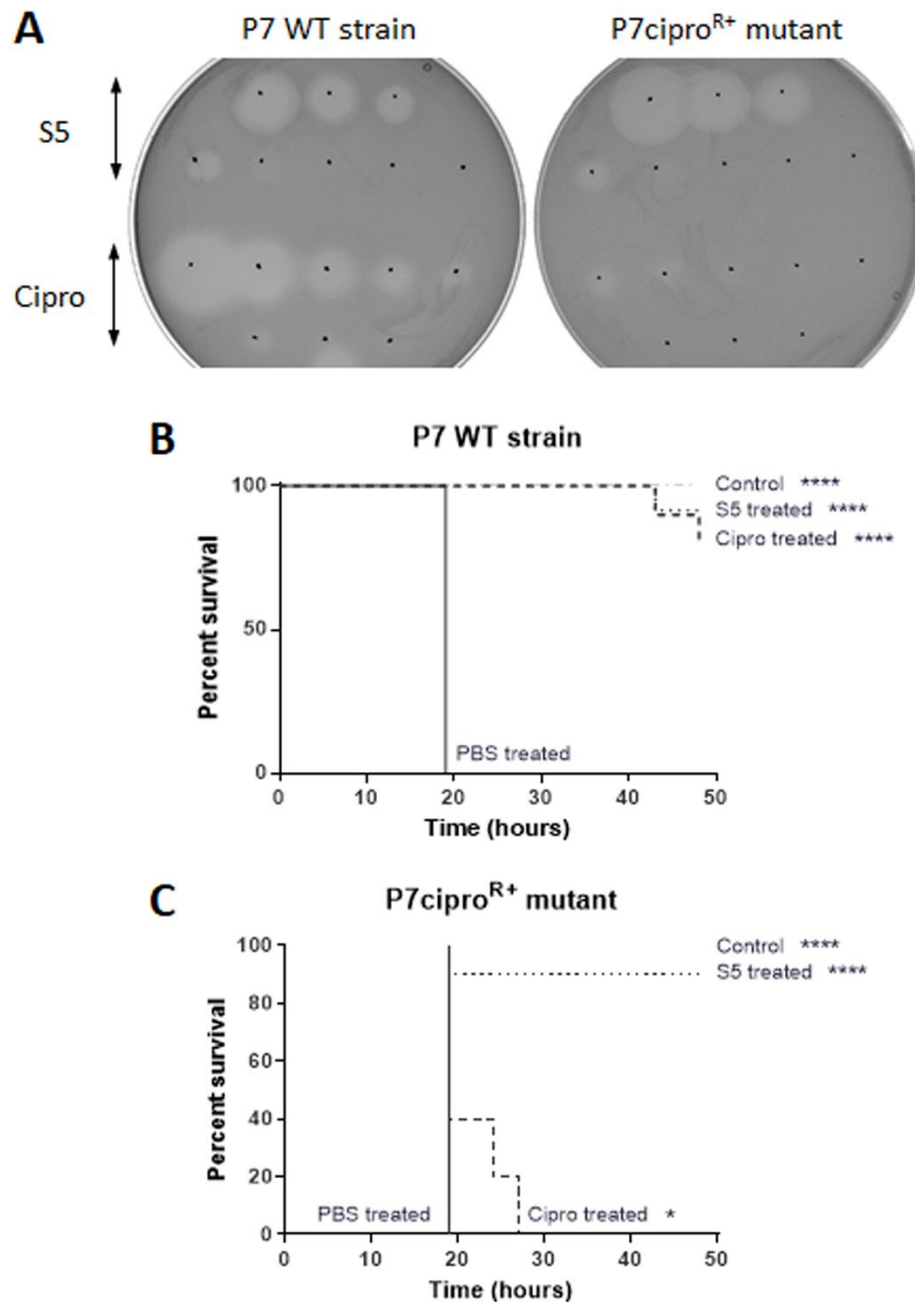 A
P7 WT strain
P7cipro^R+ mutant
S5
Cipro
B
P7 WT strain
Percent survival
100
50
0
Control ****
S5 treated ****
Cipro treated ****
PBS treated
0 10 20 30 40 50
Time (hours)
C
P7cipro^R+ mutant
Percent survival
100
80
60
40
20
0
Control ****
S5 treated ****
PBS treated
Cipro treated *
0 10 20 30 40 50
Time (hours)